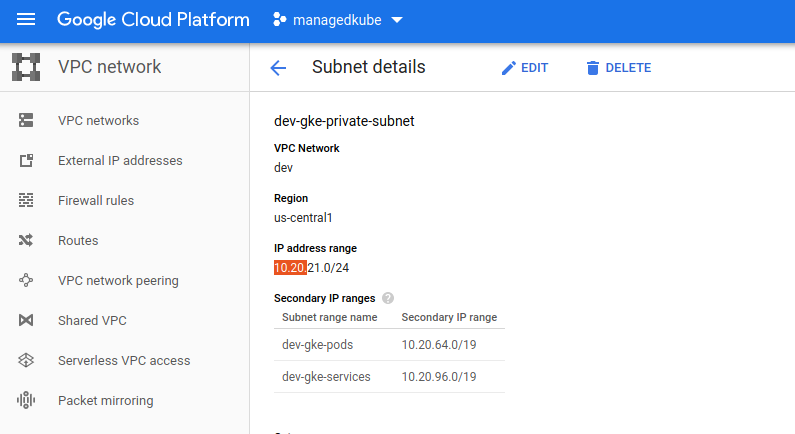 Google Cloud Platform managedkube
VPC network
Subnet details
EDIT
DELETE
VPC networks
External IP addresses
Firewall rules
Routes
VPC network peering
Shared VPC
Serverless VPC access
Packet mirroring
dev-gke-private-subnet
VPC Network
dev
Region
us-central1
IP address range
10.20.21.0/24
Secondary IP ranges ?
Subnet range name Secondary IP range
dev-gke-pods 10.20.64.0/19
dev-gke-services 10.20.96.0/19